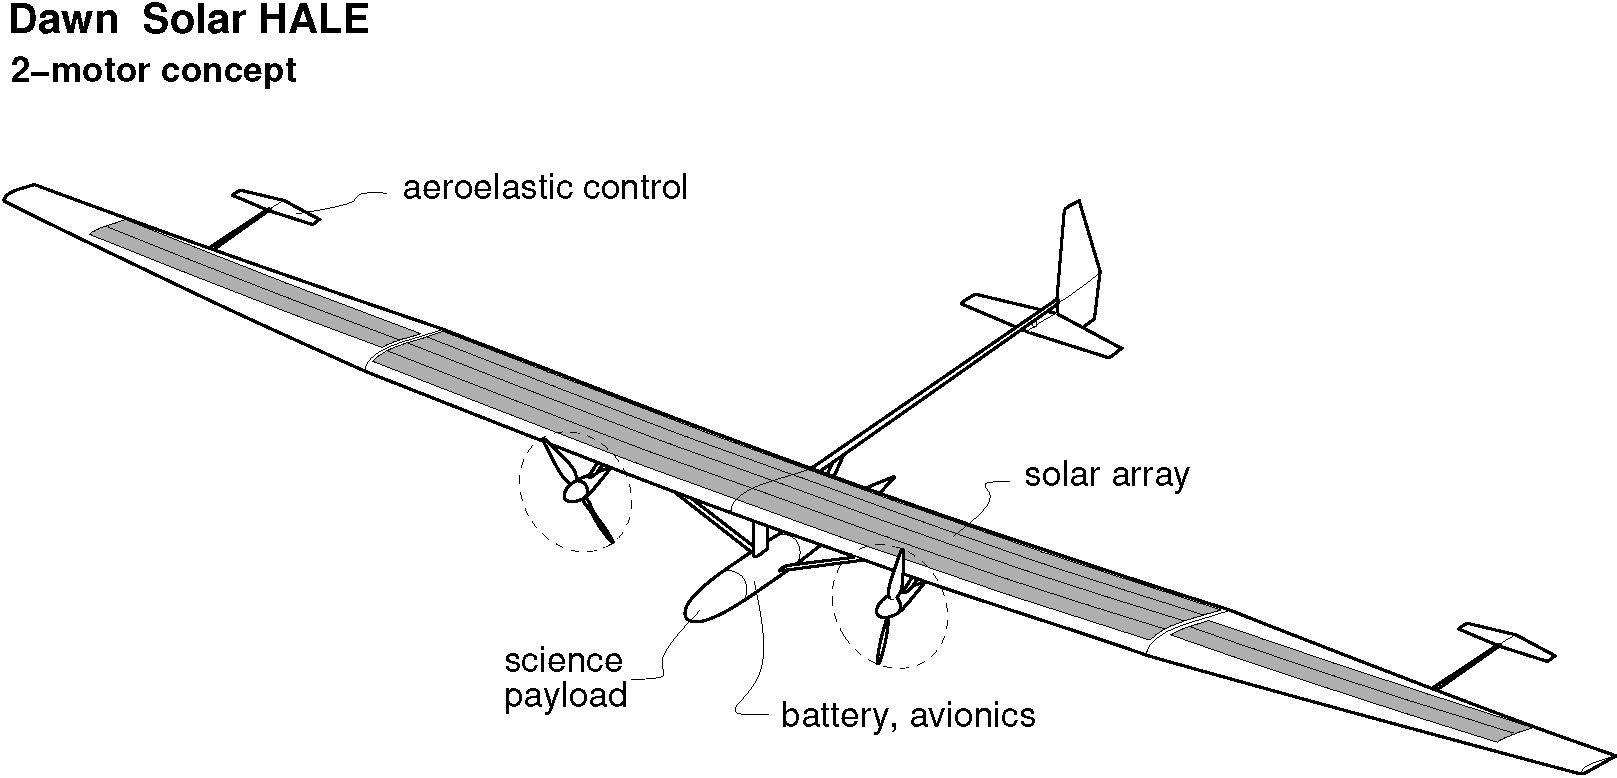 Dawn  Solar HALE
2−motor concept
aeroelastic control
solar array
science
payload
battery, avionics